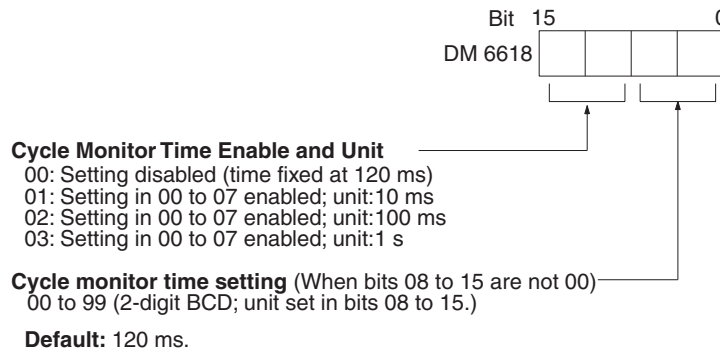 Bit 15 0
DM 6618
Cycle Monitor Time Enable and Unit
00: Setting disabled (time fixed at 120 ms)
01: Setting in 00 to 07 enabled; unit:10 ms
02: Setting in 00 to 07 enabled; unit:100 ms
03: Setting in 00 to 07 enabled; unit:1 s
Cycle monitor time setting (When bits 08 to 15 are not 00)
00 to 99 (2-digit BCD; unit set in bits 08 to 15.)
Default: 120 ms.